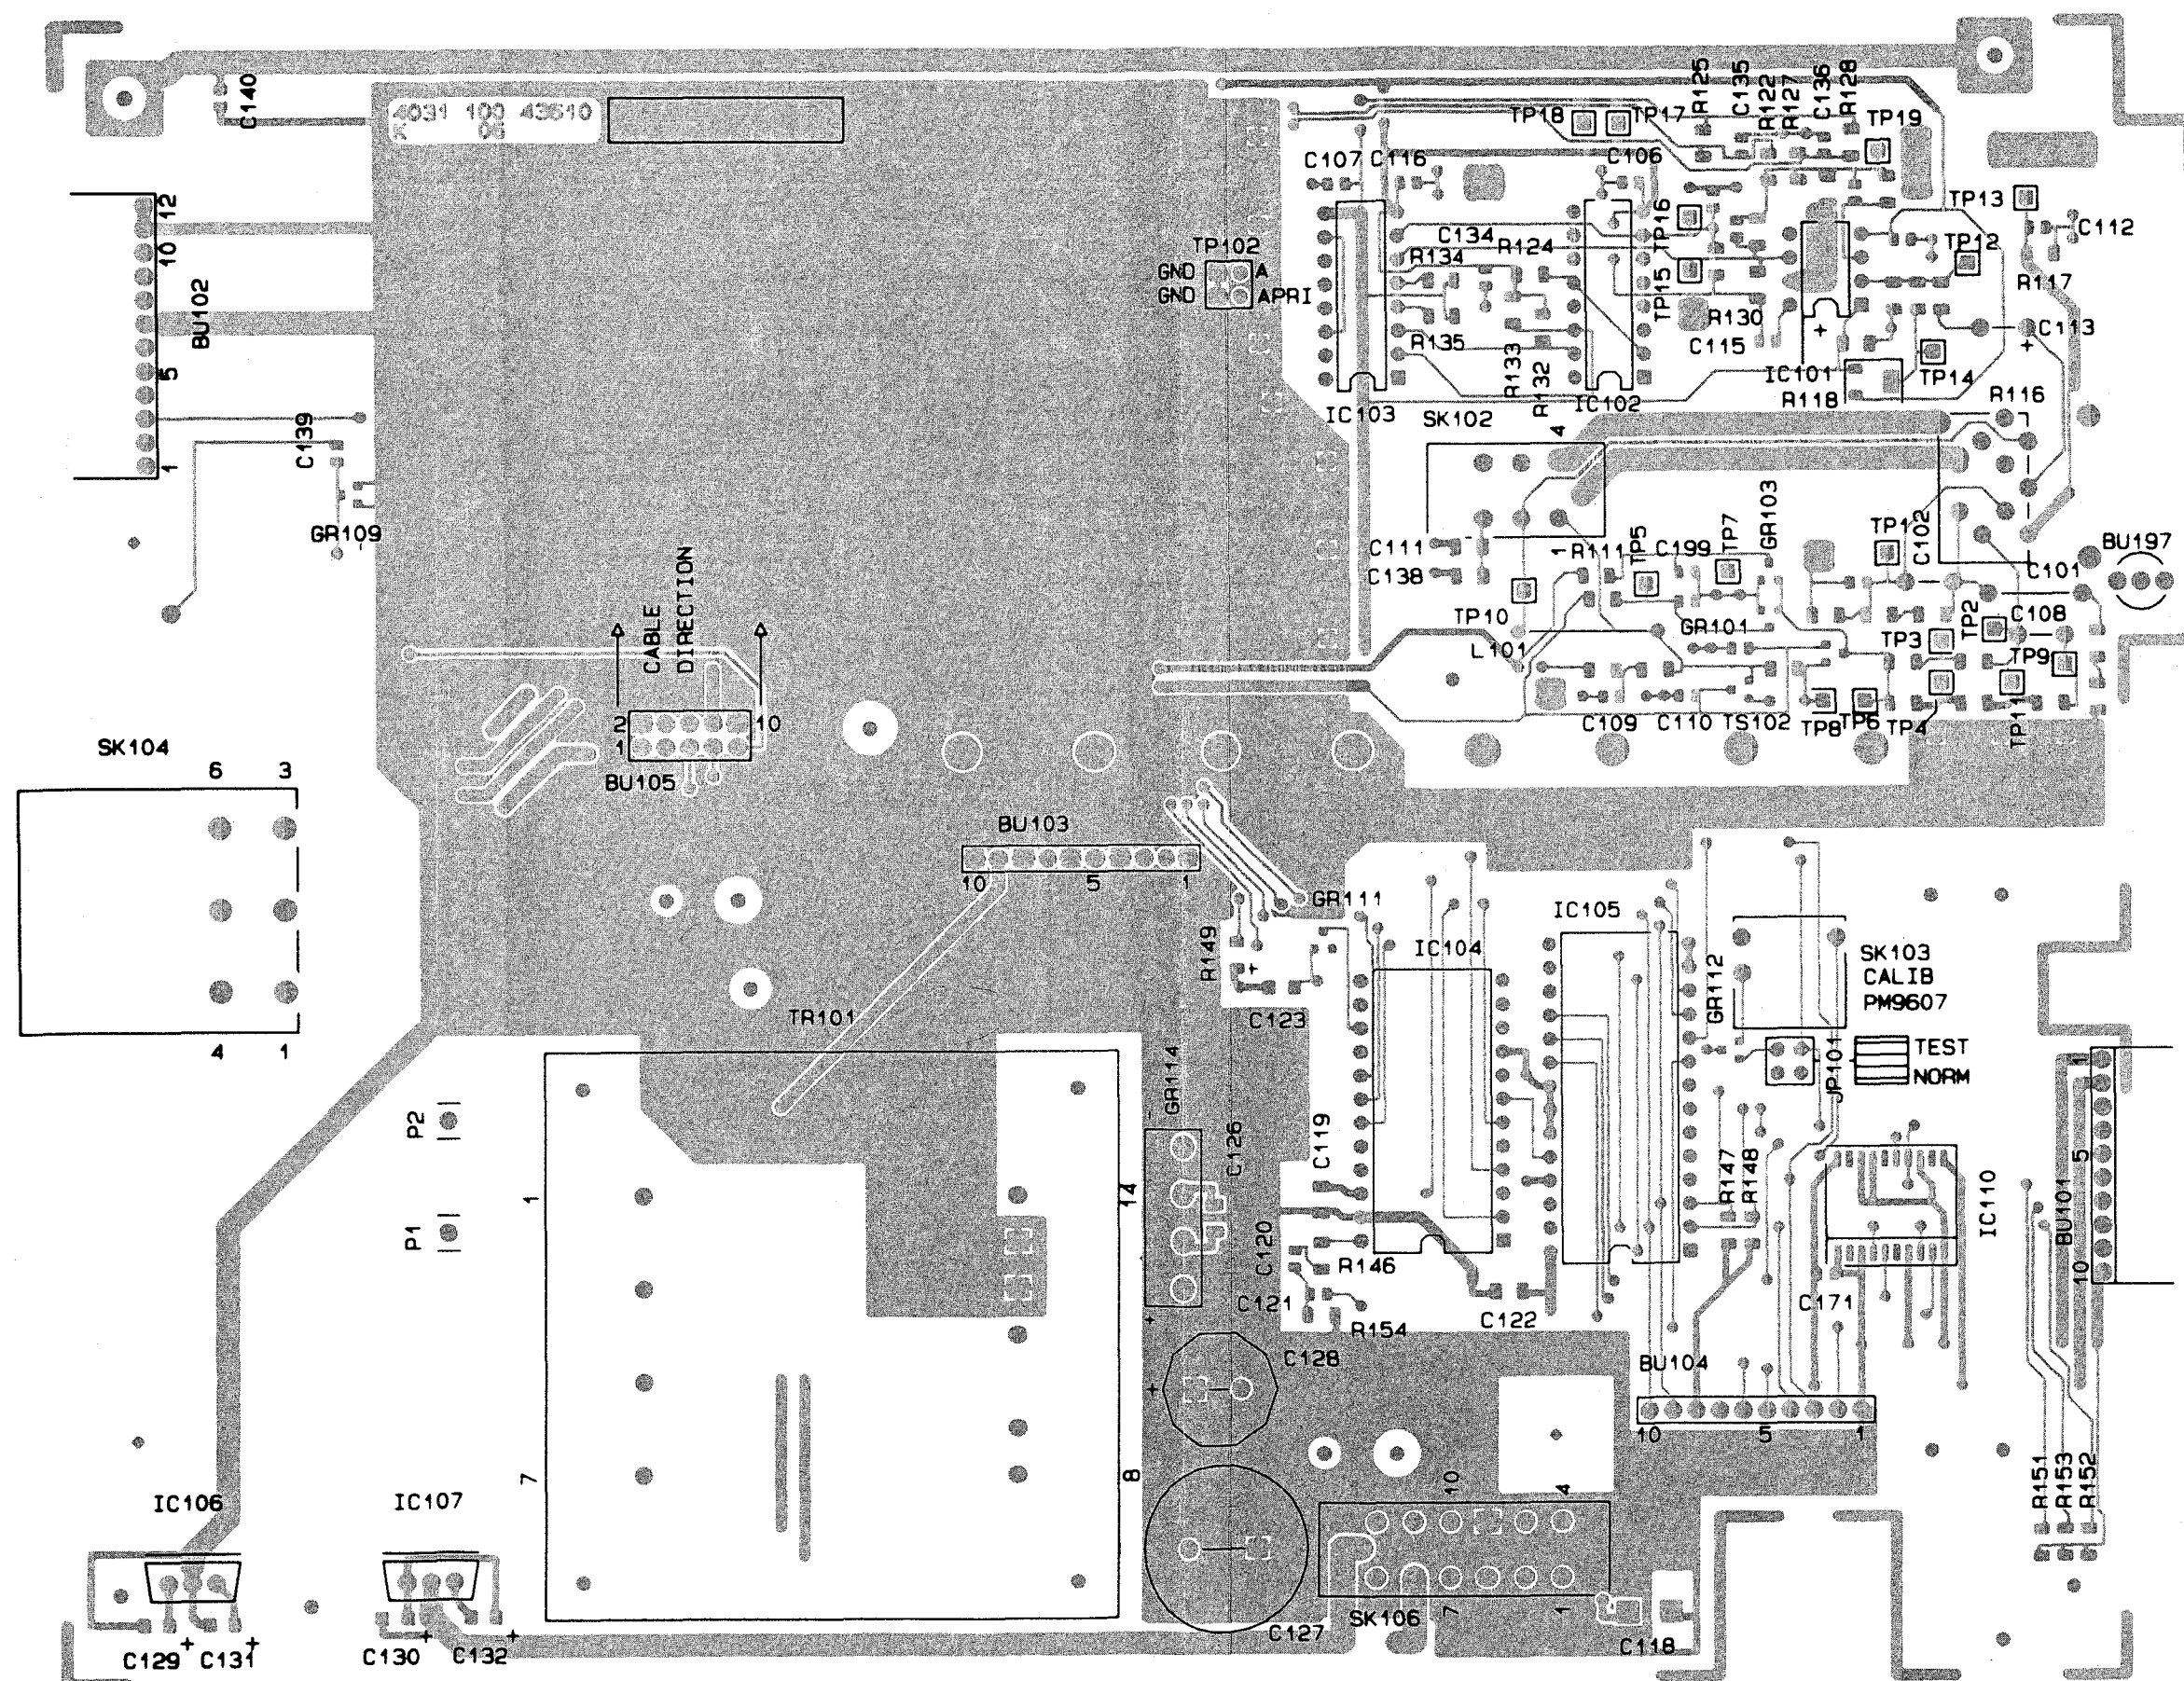 C140
4031 100 43610
K 06
TP18
TP17
R125
C135
R122
R127
C136
R128
TP19
C107
C116
C106
TP13
12
10
BU102
5
1
TP102
GND
A
GND
APRI
C134
R134
R124
TP16
TP15
TP12
C112
R117
R130
C115
C113
+
+
R135
R133
R132
IC101
TP14
R118
R116
IC103
SK102
IC102
4
C139
GR109
C111
C138
1
R111
TP5
C199
TP7
GR103
TP1
C102
BU197
C101
CABLE
DIRECTION
TP10
L101
GR101
TP3
TP2
C108
TP9
2
10
1
BU105
C109
C110
TS102
TP8
TP6
TP4
TP11
SK104
6
3
4
1
BU103
10
5
1
GR111
IC104
IC105
R149
+
C123
GR112
SK103
CALIB
PM9607
TR101
JP101
TEST
NORM
GR114
-
C126
C119
P2
P1
1
14
7
8
R147
R148
IC110
1
5
BU101
10
C120
R146
C121
R154
C122
C171
+
C128
+
BU104
10
5
1
R151
R153
R152
IC106
IC107
10
4
7
1
SK106
C127
C118
C129
+
C131
+
C130
+
C132
+